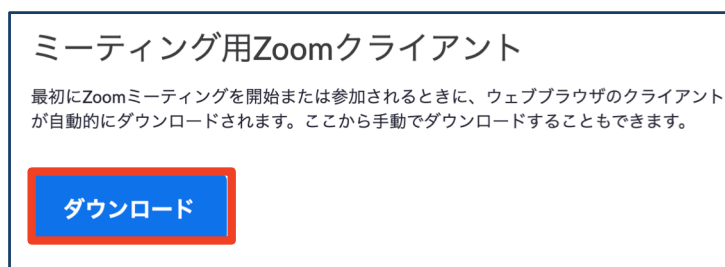 ミーティング用Zoomクライアント
最初にZoomミーティングを開始または参加されるときに、ウェブブラウザのクライアント
が自動的にダウンロードされます。ここから手動でダウンロードすることもできます。
ダウンロード